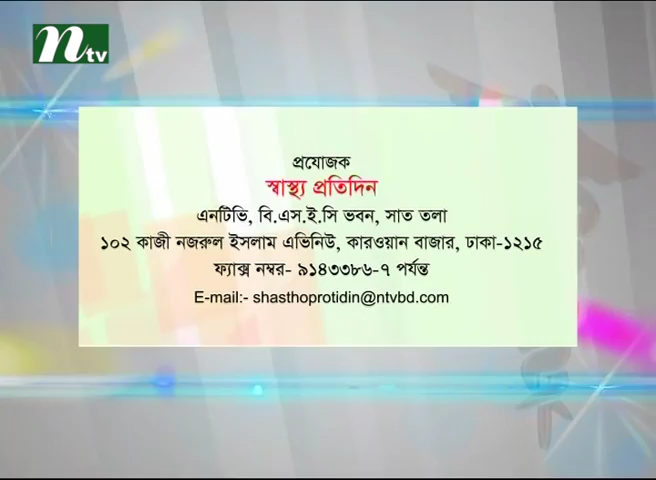 ntv
প্রযোজক
স্বাস্থ্য প্রতিদিন
এনটিভি, বি.এস.ই.সি ভবন, সাত তলা
১০২ কাজী নজরুল ইসলাম এভিনিউ, কারওয়ান বাজার, ঢাকা-১২১৫
ফ্যাক্স নম্বর- ৯১৪৩৩৮৬-৭ পর্যন্ত
E-mail:- shasthoprotidin@ntvbd.com